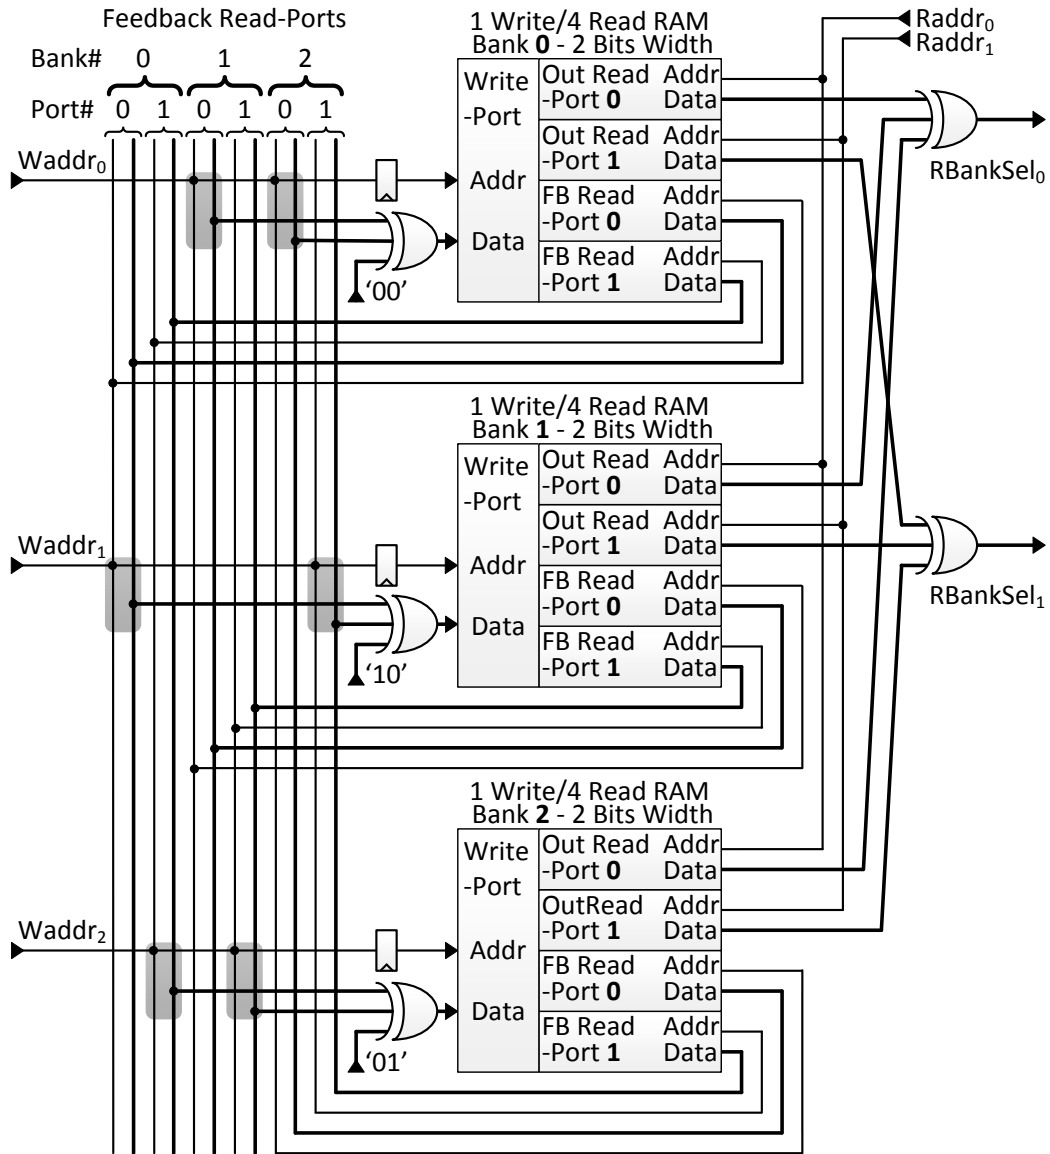 Feedback Read-Ports
Bank# 0 1 2
Port# 0 1 0 1 0 1
1 Write/4 Read RAM
Bank 0 - 2 Bits Width
Raddr0
Raddr1
Write
-Port
Addr
Data
Out Read Addr
-Port 0 Data
Out Read Addr
-Port 1 Data
FB Read Addr
-Port 0 Data
FB Read Addr
-Port 1 Data
Waddr0
‘00’
RBankSel0
1 Write/4 Read RAM
Bank 1 - 2 Bits Width
Write
-Port
Addr
Data
Out Read Addr
-Port 0 Data
Out Read Addr
-Port 1 Data
FB Read Addr
-Port 0 Data
FB Read Addr
-Port 1 Data
Waddr1
‘10’
RBankSel1
1 Write/4 Read RAM
Bank 2 - 2 Bits Width
Write
-Port
Addr
Data
Out Read Addr
-Port 0 Data
OutRead Addr
-Port 1 Data
FB Read Addr
-Port 0 Data
FB Read Addr
-Port 1 Data
Waddr2
‘01’